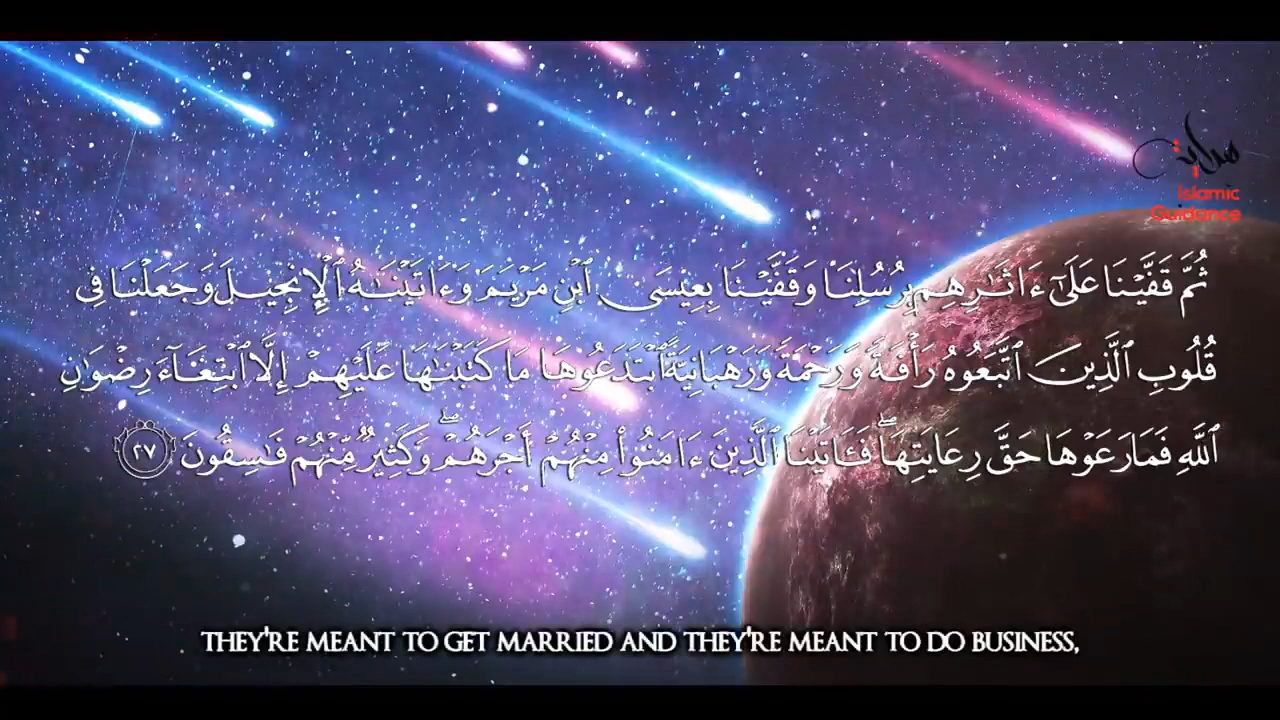 هداية
Islamic
Guidance
ثُمَّ قَفَّيْنَا عَلَىٰٓ ءَاثَـٰرِهِم بِرُسُلِنَا وَقَفَّيْنَا بِعِيسَى ٱبْنِ مَرْيَمَ وَءَاتَيْنَـٰهُ ٱلْإِنجِيلَ وَجَعَلْنَا فِى
قُلُوبِ ٱلَّذِينَ ٱتَّبَعُوهُ رَأْفَةً وَرَحْمَةً وَرَهْبَانِيَّةً ٱبْتَدَعُوهَا مَا كَتَبْنَـٰهَا عَلَيْهِمْ إِلَّا ٱبْتِغَآءَ رِضْوَٰنِ
ٱللَّهِ فَمَا رَعَوْهَا حَقَّ رِعَايَتِهَا ۖ فَـَٔاتَيْنَا ٱلَّذِينَ ءَامَنُوا۟ مِنْهُمْ أَجْرَهُمْ ۖ وَكَثِيرٌ مِّنْهُمْ فَـٰسِقُونَ ٢٧
THEY'RE MEANT TO GET MARRIED AND THEY'RE MEANT TO DO BUSINESS,